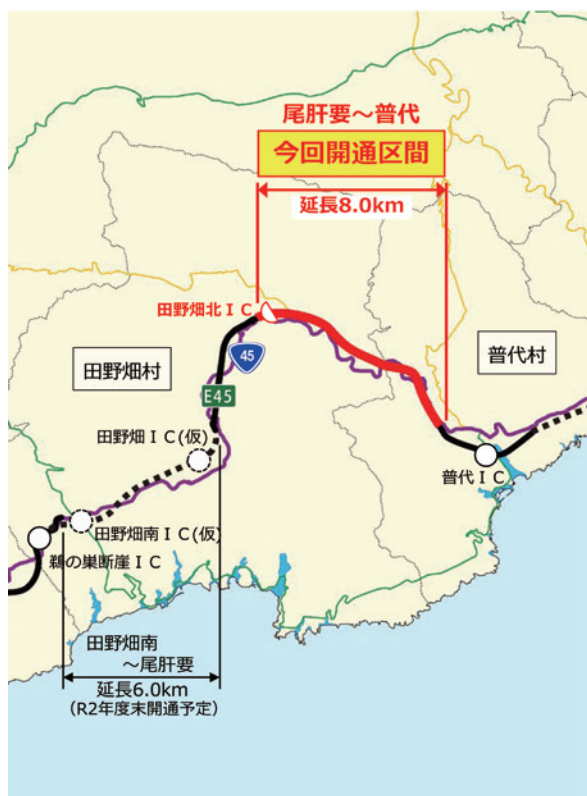 尾肝要～普代
今回開通区間
延長8.0km
田野畑北ＩＣ
45
普代村
田野畑村
E45
田野畑ＩＣ(仮)
普代ＩＣ
田野畑南ＩＣ(仮)
鵜の巣断崖ＩＣ
田野畑南
～尾肝要
延長6.0km
（R2年度末開通予定）